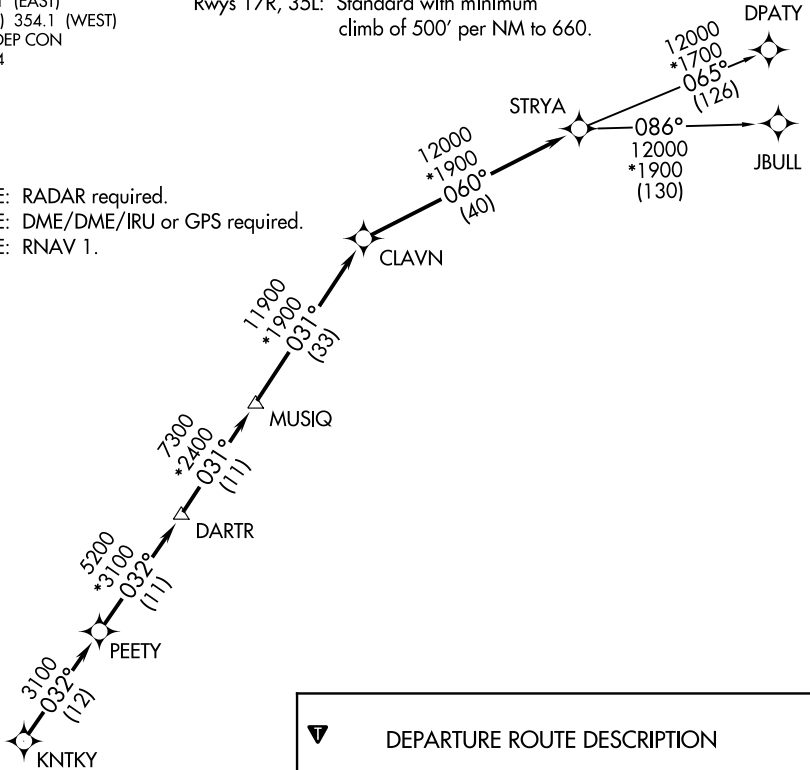 (EAST)
) 354.1 (WEST)
DEP CON
4
Rwys 17R, 35L: Standard with minimum
climb of 500' per NM to 660.
DPATY
12000
*1700
065°
(126)
STRYA
086°
12000
*1900
(130)
JBULL
12000
*1900
060°
(40)
E: RADAR required.
E: DME/DME/IRU or GPS required.
E: RNAV 1.
CLAVN
11900
*1900
031°
(33)
MUSIQ
7300
*2400
031°
(11)
DARTR
5200
*3100
032°
(11)
PEETY
3100
032°
(12)
KNTKY
T
DEPARTURE ROUTE DESCRIPTION